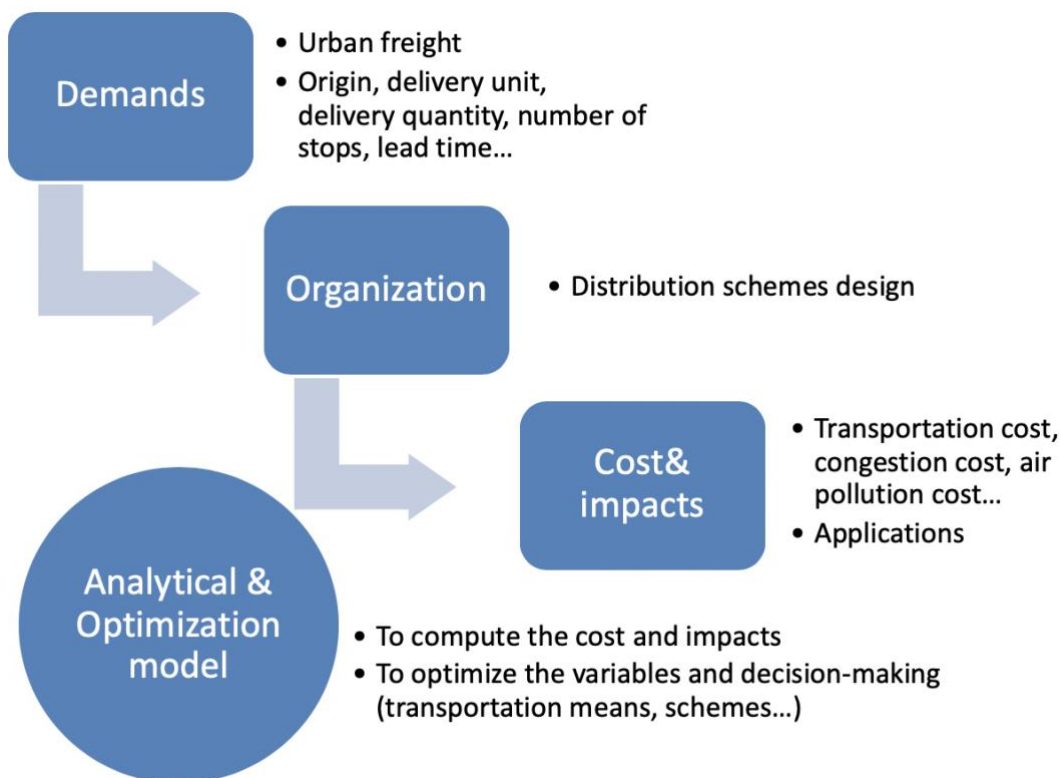 Demands
• Urban freight
• Origin, delivery unit,
delivery quantity, number of
stops, lead time…
Organization
• Distribution schemes design
Cost&
impacts
• Transportation cost,
congestion cost, air
pollution cost…
• Applications
Analytical &
Optimization
model
• To compute the cost and impacts
• To optimize the variables and decision-making
(transportation means, schemes…)